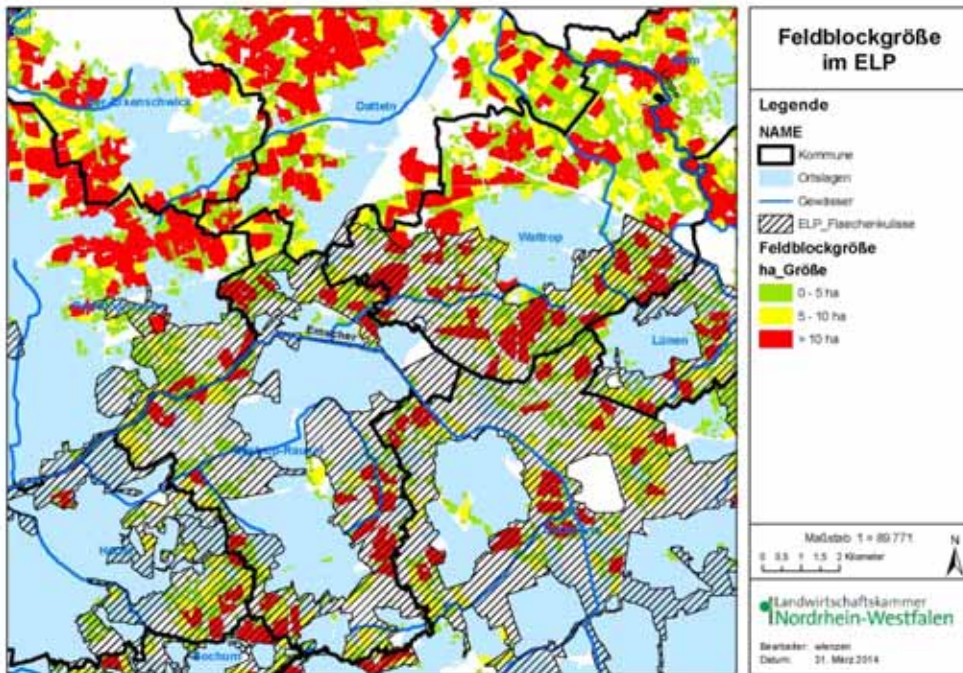 Datteln
Waltrop
Emscher
Lünen
Bochum
Feldblockgröße
im ELP
Legende
NAME
Kommune
Ortslagen
Gewässer
ELP_Flaechenkulisse
Feldblockgröße
ha_Größe
0 - 5 ha
5 - 10 ha
> 10 ha
Maßstab 1 = 89.771
0 0,5 1 1,5 2 Kilometer
N
Landwirtschaftskammer
Nordrhein-Westfalen
Bearbeiter: wienzen
Datum: 31. März 2014